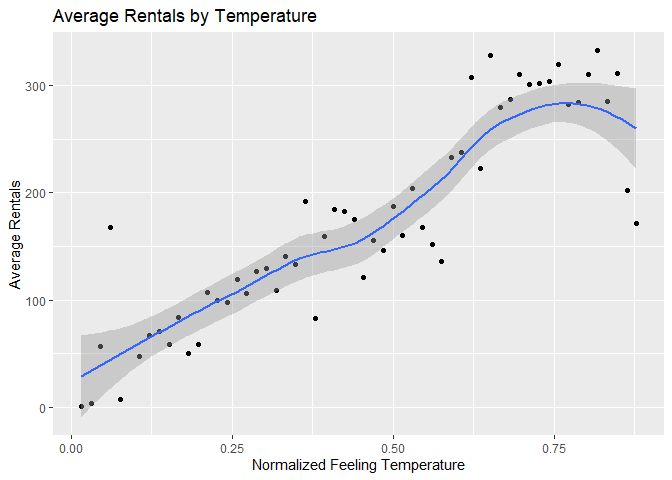 Average Rentals by Temperature
300
200
100
0
Average Rentals
0.00 0.25 0.50 0.75
Normalized Feeling Temperature